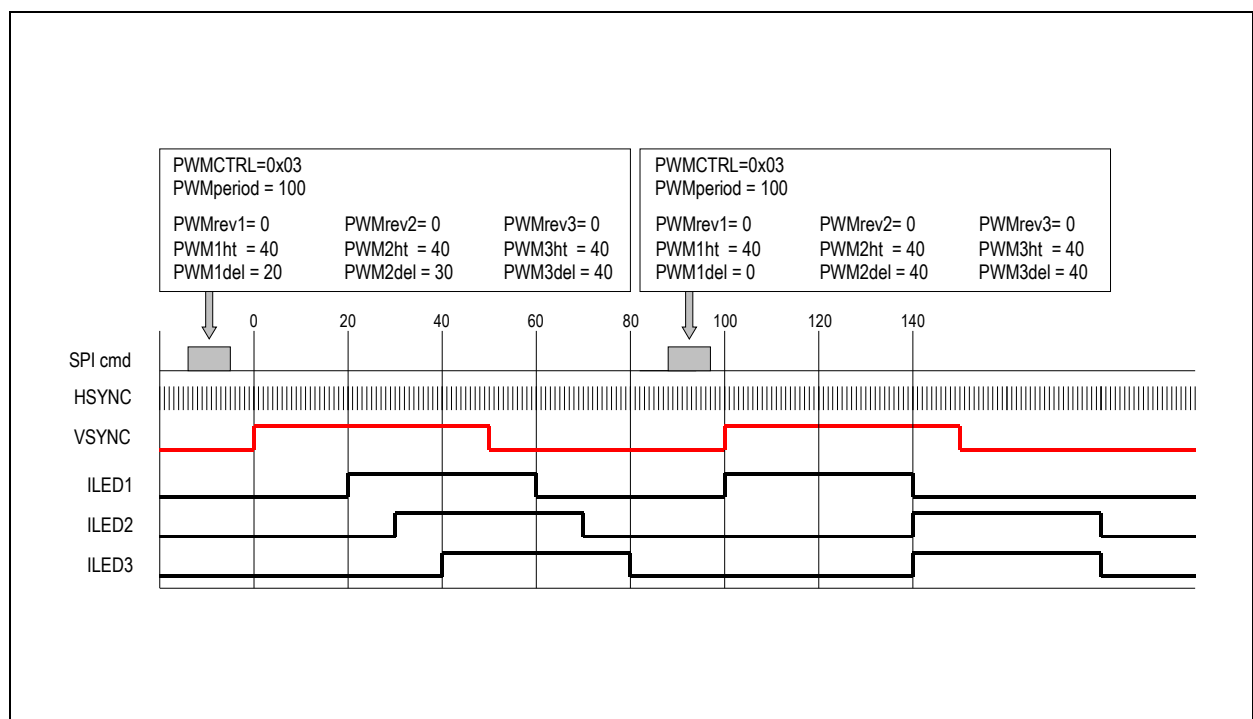 PWMCTRL=0x03
PWMperiod = 100
PWMrev1= 0 PWMrev2= 0 PWMrev3= 0
PWM1ht = 40 PWM2ht = 40 PWM3ht = 40
PWM1del = 20 PWM2del = 30 PWM3del = 40
PWMCTRL=0x03
PWMperiod = 100
PWMrev1= 0 PWMrev2= 0 PWMrev3= 0
PWM1ht = 40 PWM2ht = 40 PWM3ht = 40
PWM1del = 0 PWM2del = 40 PWM3del = 40
0 20 40 60 80 100 120 140
SPI cmd
HSYNC
VSYNC
ILED1
ILED2
ILED3